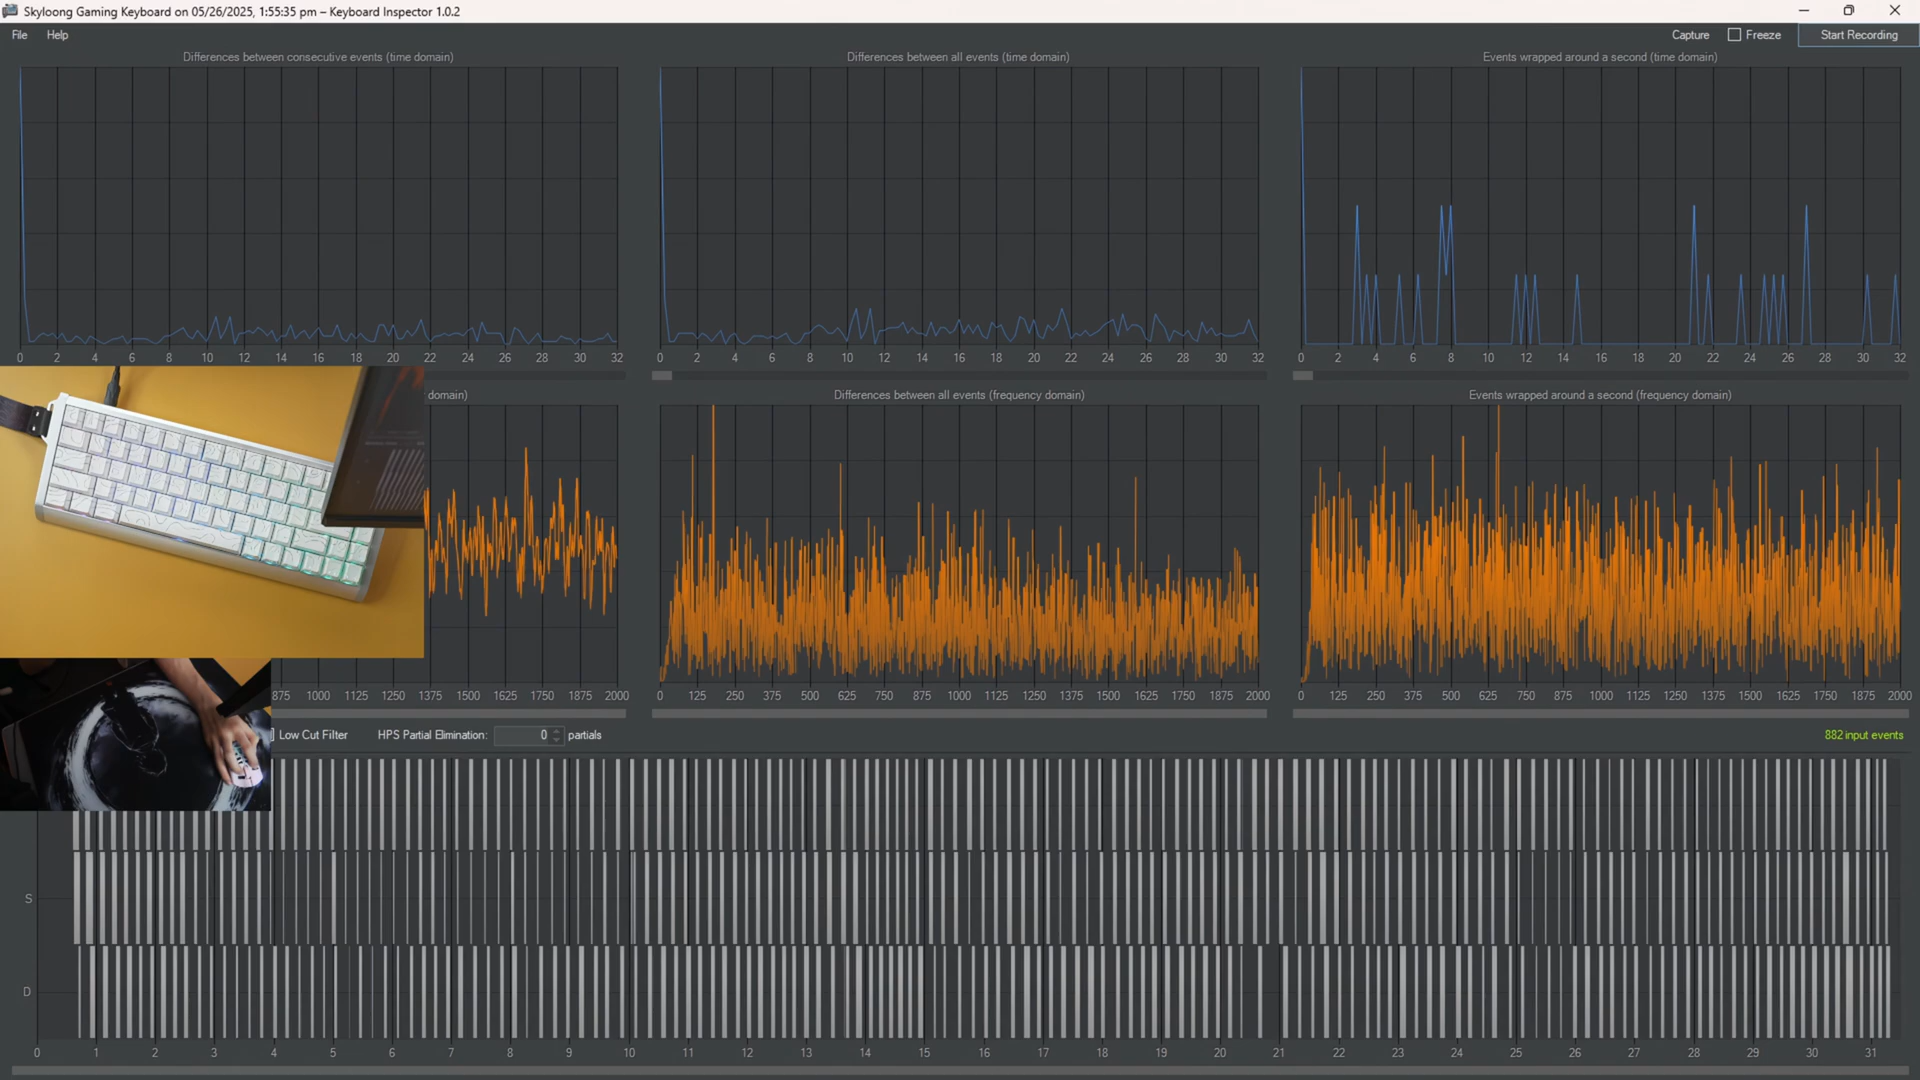 Skyloong Gaming Keyboard on 05/26/2025, 1:55:35 pm – Keyboard Inspector 1.0.2
File Help Capture Freeze Start Recording
Differences between consecutive events (time domain) Differences between all events (time domain) Events wrapped around a second (time domain)
0 2 4 6 8 10 12 14 16 18 20 22 24 26 28 30 32 0 2 4 6 8 10 12 14 16 18 20 22 24 26 28 30 32 0 2 4 6 8 10 12 14 16 18 20 22 24 26 28 30 32
domain) Differences between all events (frequency domain) Events wrapped around a second (frequency domain)
875 1000 1125 1250 1375 1500 1625 1750 1875 2000 0 125 250 375 500 625 750 875 1000 1125 1250 1375 1500 1625 1750 1875 2000 0 125 250 375 500 625 750 875 1000 1125 1250 1375 1500 1625 1750 1875 2000
Low Cut Filter HPS Partial Elimination: 0 partials 882 input events
S
D
0 1 2 3 4 5 6 7 8 9 10 11 12 13 14 15 16 17 18 19 20 21 22 23 24 25 26 27 28 29 30 31